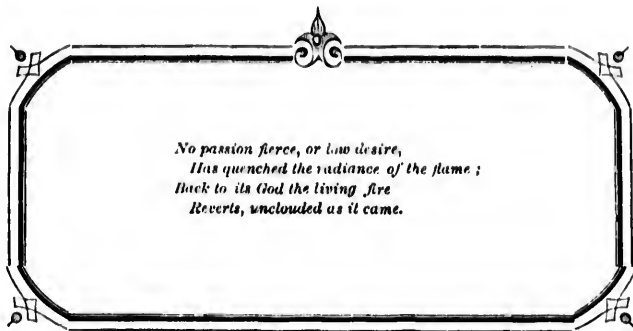 No passion fierce, or low desire,
Has quenched the radiance of the flame ;
Back to its God the living fire
Reverts, unclouded as it came.